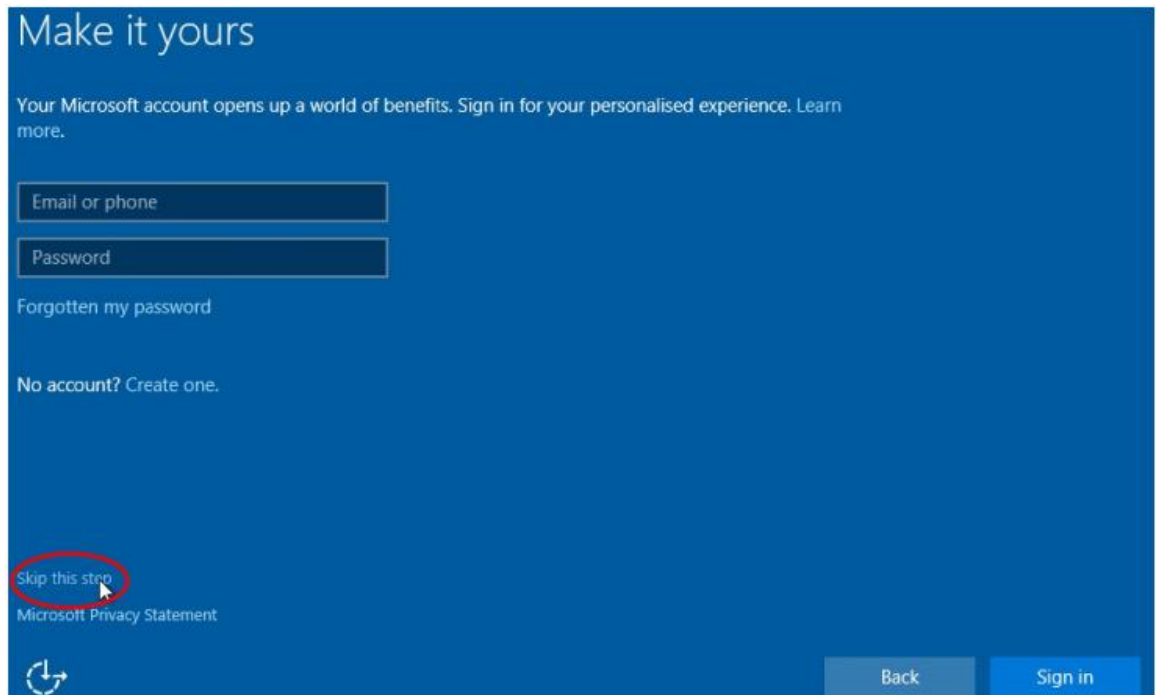 Make it yours
Your Microsoft account opens up a world of benefits. Sign in for your personalised experience. Learn
more.
Email or phone
Password
Forgotten my password
No account? Create one.
Skip this step
Microsoft Privacy Statement
Back
Sign in